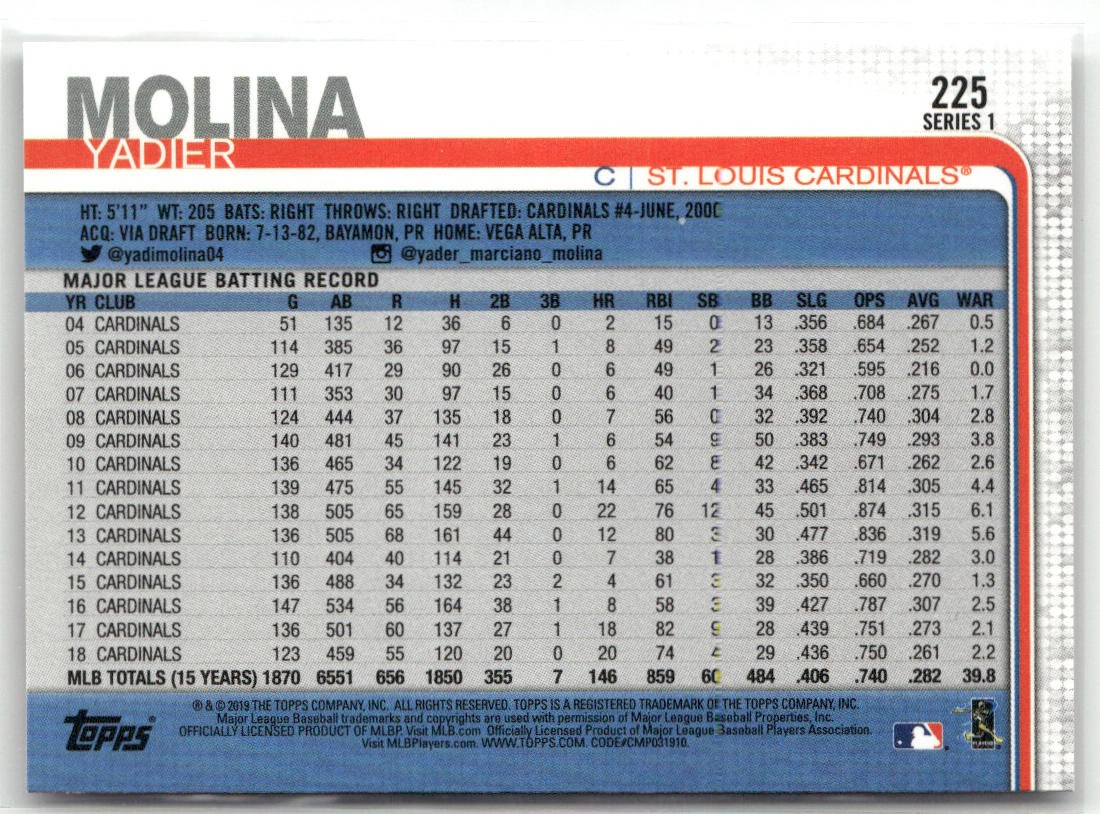 MOLINA
YADIER
225
SERIES 1
C | ST. LOUIS CARDINALS®
HT: 5'11" WT: 205 BATS: RIGHT THROWS: RIGHT DRAFTED: CARDINALS #4-JUNE, 2000
ACQ: VIA DRAFT BORN: 7-13-82, BAYAMON, PR HOME: VEGA ALTA, PR
@yadimolina04 @yader_marciano_molina
MAJOR LEAGUE BATTING RECORD
YR CLUB G AB R H 2B 3B HR RBI SB BB SLG OPS AVG WAR
04 CARDINALS 51 135 12 36 6 0 2 15 0 13 .356 .684 .267 0.5
05 CARDINALS 114 385 36 97 15 1 8 49 2 23 .358 .654 .252 1.2
06 CARDINALS 129 417 29 90 26 0 6 49 1 26 .321 .595 .216 0.0
07 CARDINALS 111 353 30 97 15 0 6 40 1 34 .368 .708 .275 1.7
08 CARDINALS 124 444 37 135 18 0 7 56 0 32 .392 .740 .304 2.8
09 CARDINALS 140 481 45 141 23 1 6 54 9 50 .383 .749 .293 3.8
10 CARDINALS 136 465 34 122 19 0 6 62 8 42 .342 .671 .262 2.6
11 CARDINALS 139 475 55 145 32 1 14 65 4 33 .465 .814 .305 4.4
12 CARDINALS 138 505 65 159 28 0 22 76 12 45 .501 .874 .315 6.1
13 CARDINALS 136 505 68 161 44 0 12 80 3 30 .477 .836 .319 5.6
14 CARDINALS 110 404 40 114 21 0 7 38 1 28 .386 .719 .282 3.0
15 CARDINALS 136 488 34 132 23 2 4 61 3 32 .350 .660 .270 1.3
16 CARDINALS 147 534 56 164 38 1 8 58 3 39 .427 .787 .307 2.5
17 CARDINALS 136 501 60 137 27 1 18 82 9 28 .439 .751 .273 2.1
18 CARDINALS 123 459 55 120 20 0 20 74 4 29 .436 .750 .261 2.2
MLB TOTALS (15 YEARS) 1870 6551 656 1850 355 7 146 859 60 484 .406 .740 .282 39.8
® & © 2019 THE TOPPS COMPANY, INC. ALL RIGHTS RESERVED. TOPPS IS A REGISTERED TRADEMARK OF THE TOPPS COMPANY, INC.
Major League Baseball trademarks and copyrights are used with permission of Major League Baseball Properties, Inc.
OFFICIALLY LICENSED PRODUCT OF MLBP. Visit MLB.com Officially Licensed Product of Major League Baseball Players Association.
Visit MLBPlayers.com. WWW.TOPPS.COM. CODE#CMP031910.
Topps®
PLAYERS